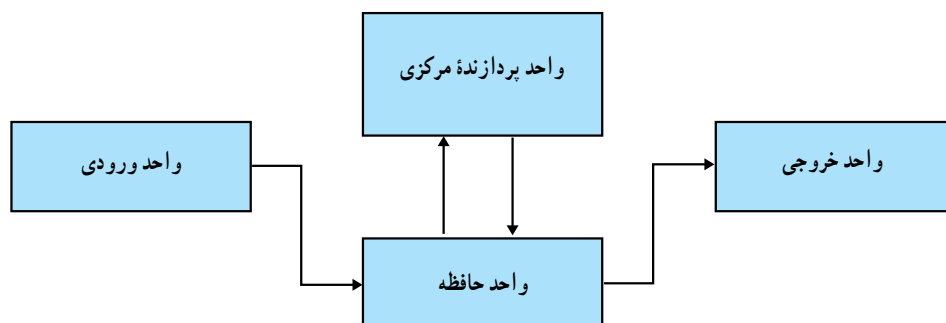 واحد پردازندهٔ مرکزی
واحد ورودی
واحد خروجی
واحد حافظه